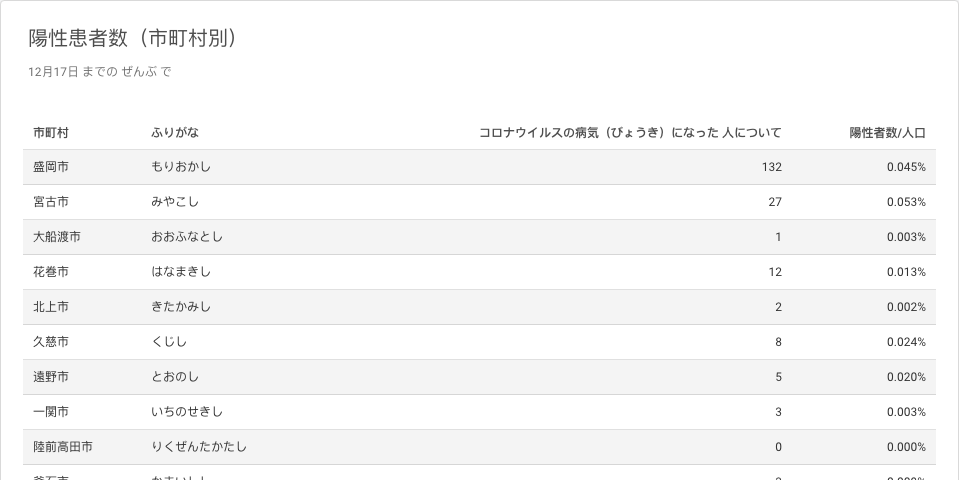 陽性患者数（市町村別）
12月17日 までの ぜんぶ で
市町村 ふりがな コロナウイルスの病気（びょうき）になった 人について 陽性者数/人口
盛岡市 もりおかし 132 0.045%
宮古市 みやこし 27 0.053%
大船渡市 おおふなとし 1 0.003%
花巻市 はなまきし 12 0.013%
北上市 きたかみし 2 0.002%
久慈市 くじし 8 0.024%
遠野市 とおのし 5 0.020%
一関市 いちのせきし 3 0.003%
陸前高田市 りくぜんたかたし 0 0.000%